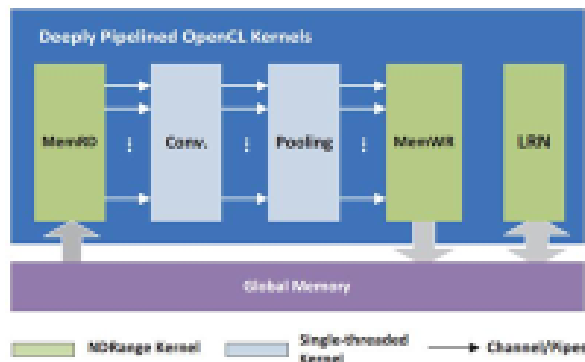 Deeply Pipelined OpenCL Kernels
MemRD
Conv.
Pooling
MemWR
LRN
Global Memory
NDRange Kernel
Single-threaded
Kernel
Channel/Pipes